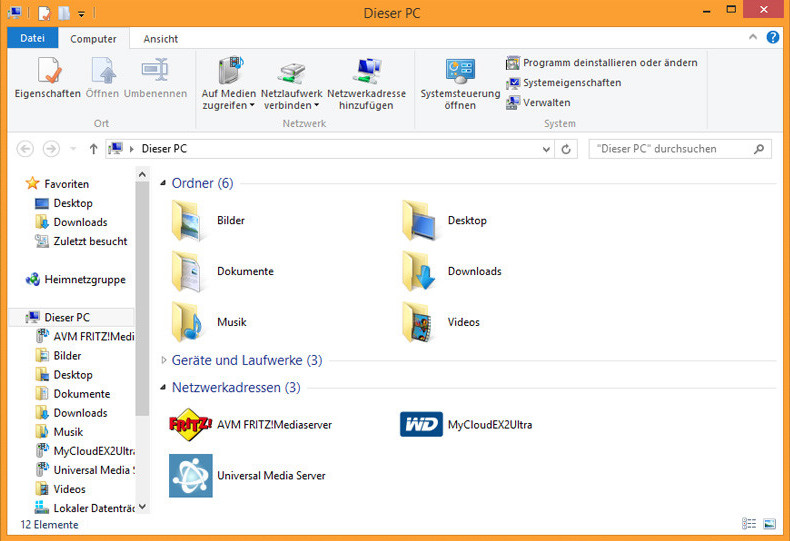 Dieser PC
Datei
Computer
Ansicht
Eigenschaften
Öffnen
Umbenennen
Ort
Auf Medien
zugreifen
Netzlaufwerk
verbinden
Netzwerkadresse
hinzufügen
Netzwerk
Systemsteuerung
öffnen
Programm deinstallieren oder ändern
Systemeigenschaften
Verwalten
System
Dieser PC
"Dieser PC" durchsuchen
Favoriten
Desktop
Downloads
Zuletzt besucht
Heimnetzgruppe
Dieser PC
AVM FRITZ!Medi
Bilder
Desktop
Dokumente
Downloads
Musik
MyCloudEX2Ultra
Universal Media S
Videos
Lokaler Datenträ
Ordner (6)
Bilder
Desktop
Dokumente
Downloads
Musik
Videos
Geräte und Laufwerke (3)
Netzwerkadressen (3)
FRITZ!
AVM FRITZ!Mediaserver
WD
MyCloudEX2Ultra
Universal Media Server
12 Elemente